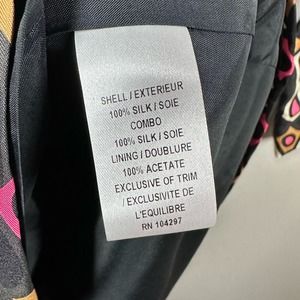 SHELL / EXTERIEUR
100% SILK / SOIE
COMBO
100% SILK / SOIE
LINING / DOUBLURE
100% ACETATE
EXCLUSIVE OF TRIM
/ EXCLUSIVITE DE
L'EQUILIBRE
RN 104297